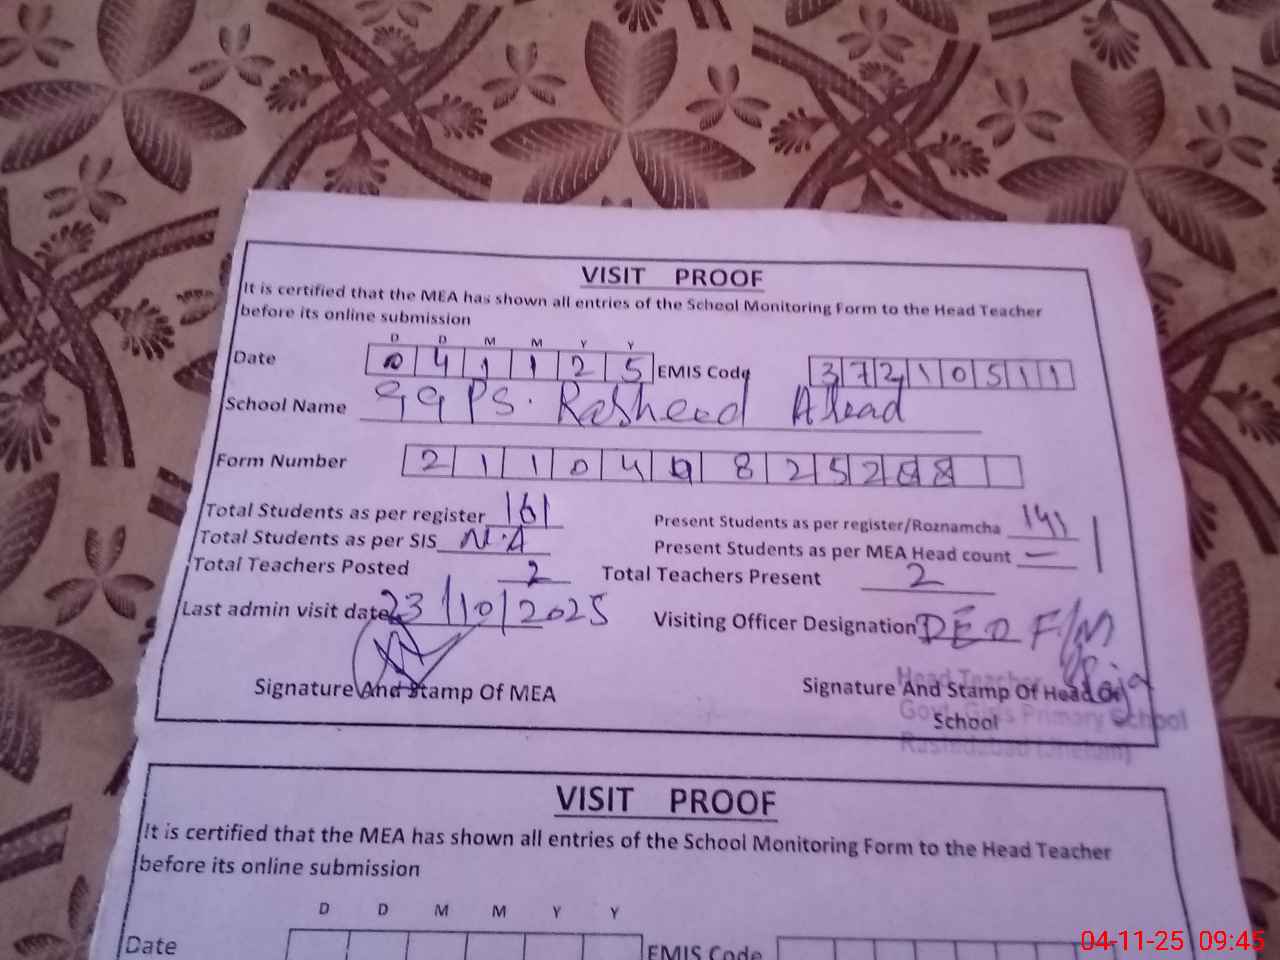 VISIT PROOF
It is certified that the MEA has shown all entries of the School Monitoring Form to the Head Teacher
before its online submission
D D M M Y Y
Date 0 4 1 1 2 5 EMIS Code 3 7 2 1 0 5 1 1
School Name GGPS. Rasheed Abad
Form Number 2 1 1 0 4 9 8 2 5 2 8 8
Total Students as per register 161 Present Students as per register/Roznamcha 141
Total Students as per SIS N.A Present Students as per MEA Head count —
Total Teachers Posted 2 Total Teachers Present 2
Last admin visit date 23/10/2025 Visiting Officer Designation DEO F/M
Signature And Stamp Of MEA Signature And Stamp Of Head Of
School
Head Teacher
Govt. Girls Primary School
Rashidabad (Jhelum)
VISIT PROOF
It is certified that the MEA has shown all entries of the School Monitoring Form to the Head Teacher
before its online submission
D D M M Y Y
Date EMIS Code
04-11-25 09:45